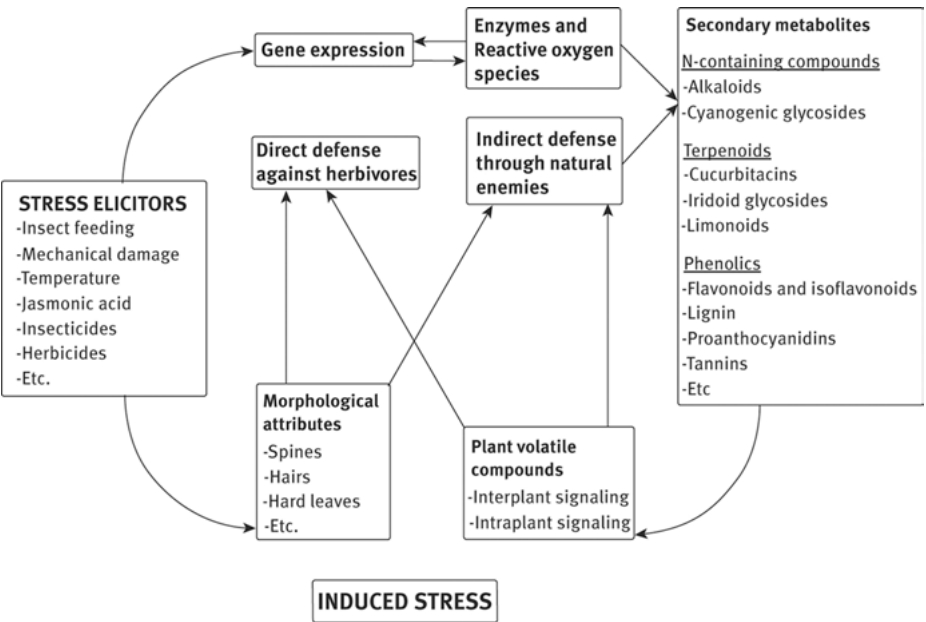 Gene expression
Enzymes and
Reactive oxygen
species
Secondary metabolites
N-containing compounds
-Alkaloids
-Cyanogenic glycosides
Terpenoids
-Cucurbitacins
-Iridoid glycosides
-Limonoids
Phenolics
-Flavonoids and isoflavonoids
-Lignin
-Proanthocyanidins
-Tannins
-Etc
Direct defense
against herbivores
Indirect defense
through natural
enemies
STRESS ELICITORS
-Insect feeding
-Mechanical damage
-Temperature
-Jasmonic acid
-Insecticides
-Herbicides
-Etc.
Morphological
attributes
-Spines
-Hairs
-Hard leaves
-Etc.
Plant volatile
compounds
-Interplant signaling
-Intraplant signaling
INDUCED STRESS